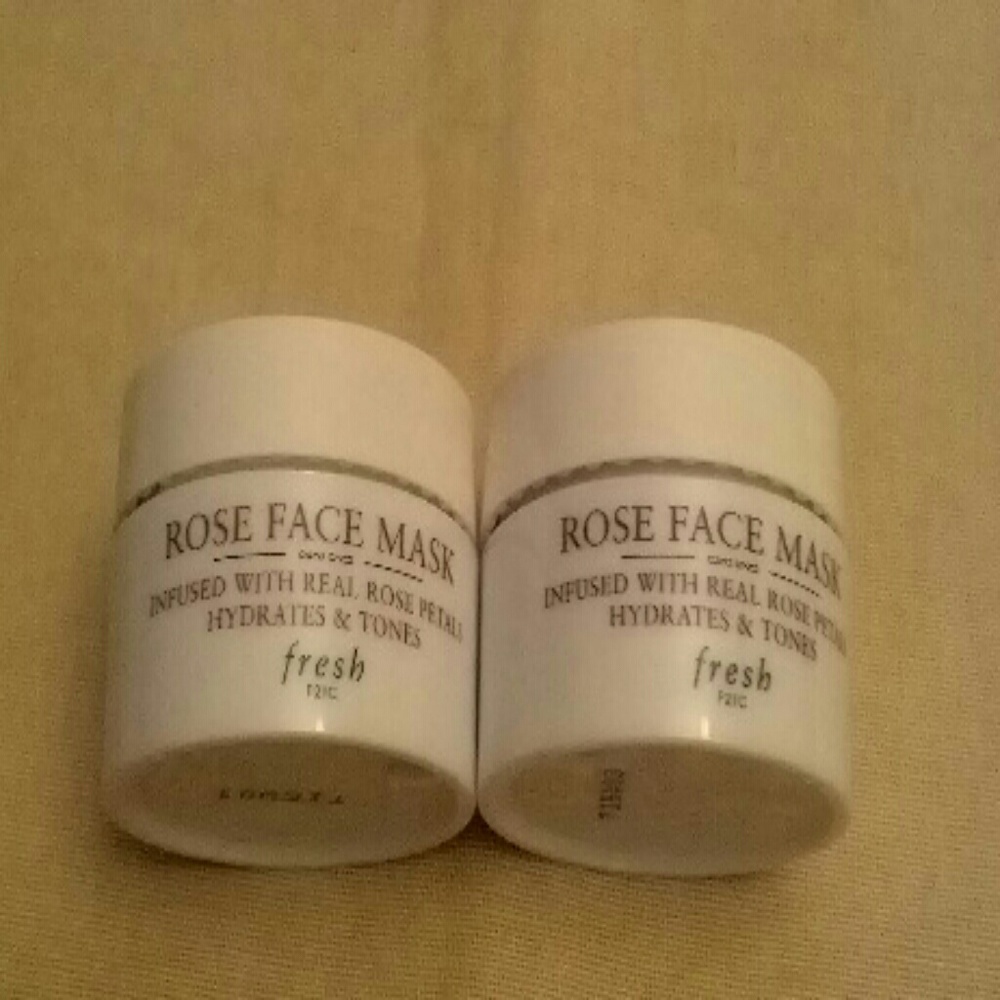 ROSE FACE MASK
INFUSED WITH REAL ROSE PETALS
HYDRATES & TONES
fresh
F21C
ROSE FACE MASK
INFUSED WITH REAL ROSE PETALS
HYDRATES & TONES
fresh
F21C